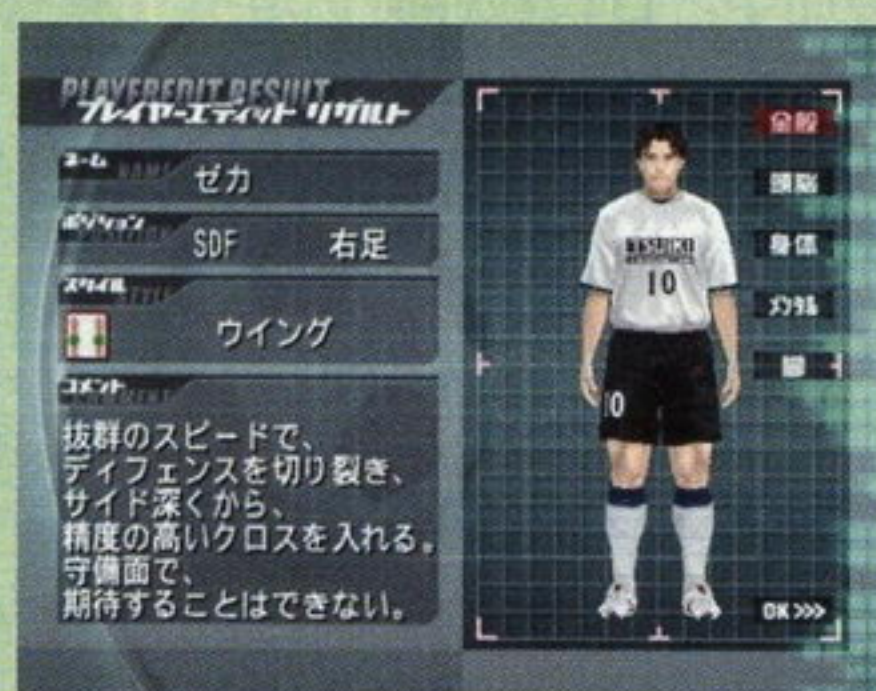 PLAYEREDIT RESULT
プレイヤーエディット リザルト
ネーム
NAME
ゼカ
ポジション
SDF 右足
スタイル
STYLE
ウイング
コメント
抜群のスピードで、
ディフェンスを切り裂き、
サイド深くから、
精度の高いクロスを入れる。
守備面で、
期待することはできない。
10
10
全般
頭脳
身体
メンタル
脚
OK >>>